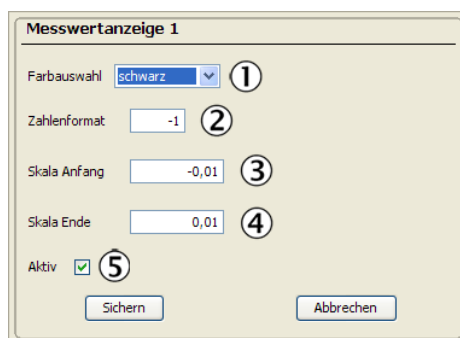 Messwertanzeige 1
Farbauswahl schwarz ①
Zahlenformat -1 ②
Skala Anfang -0,01 ③
Skala Ende 0,01 ④
Aktiv ⑤
Sichern Abbrechen